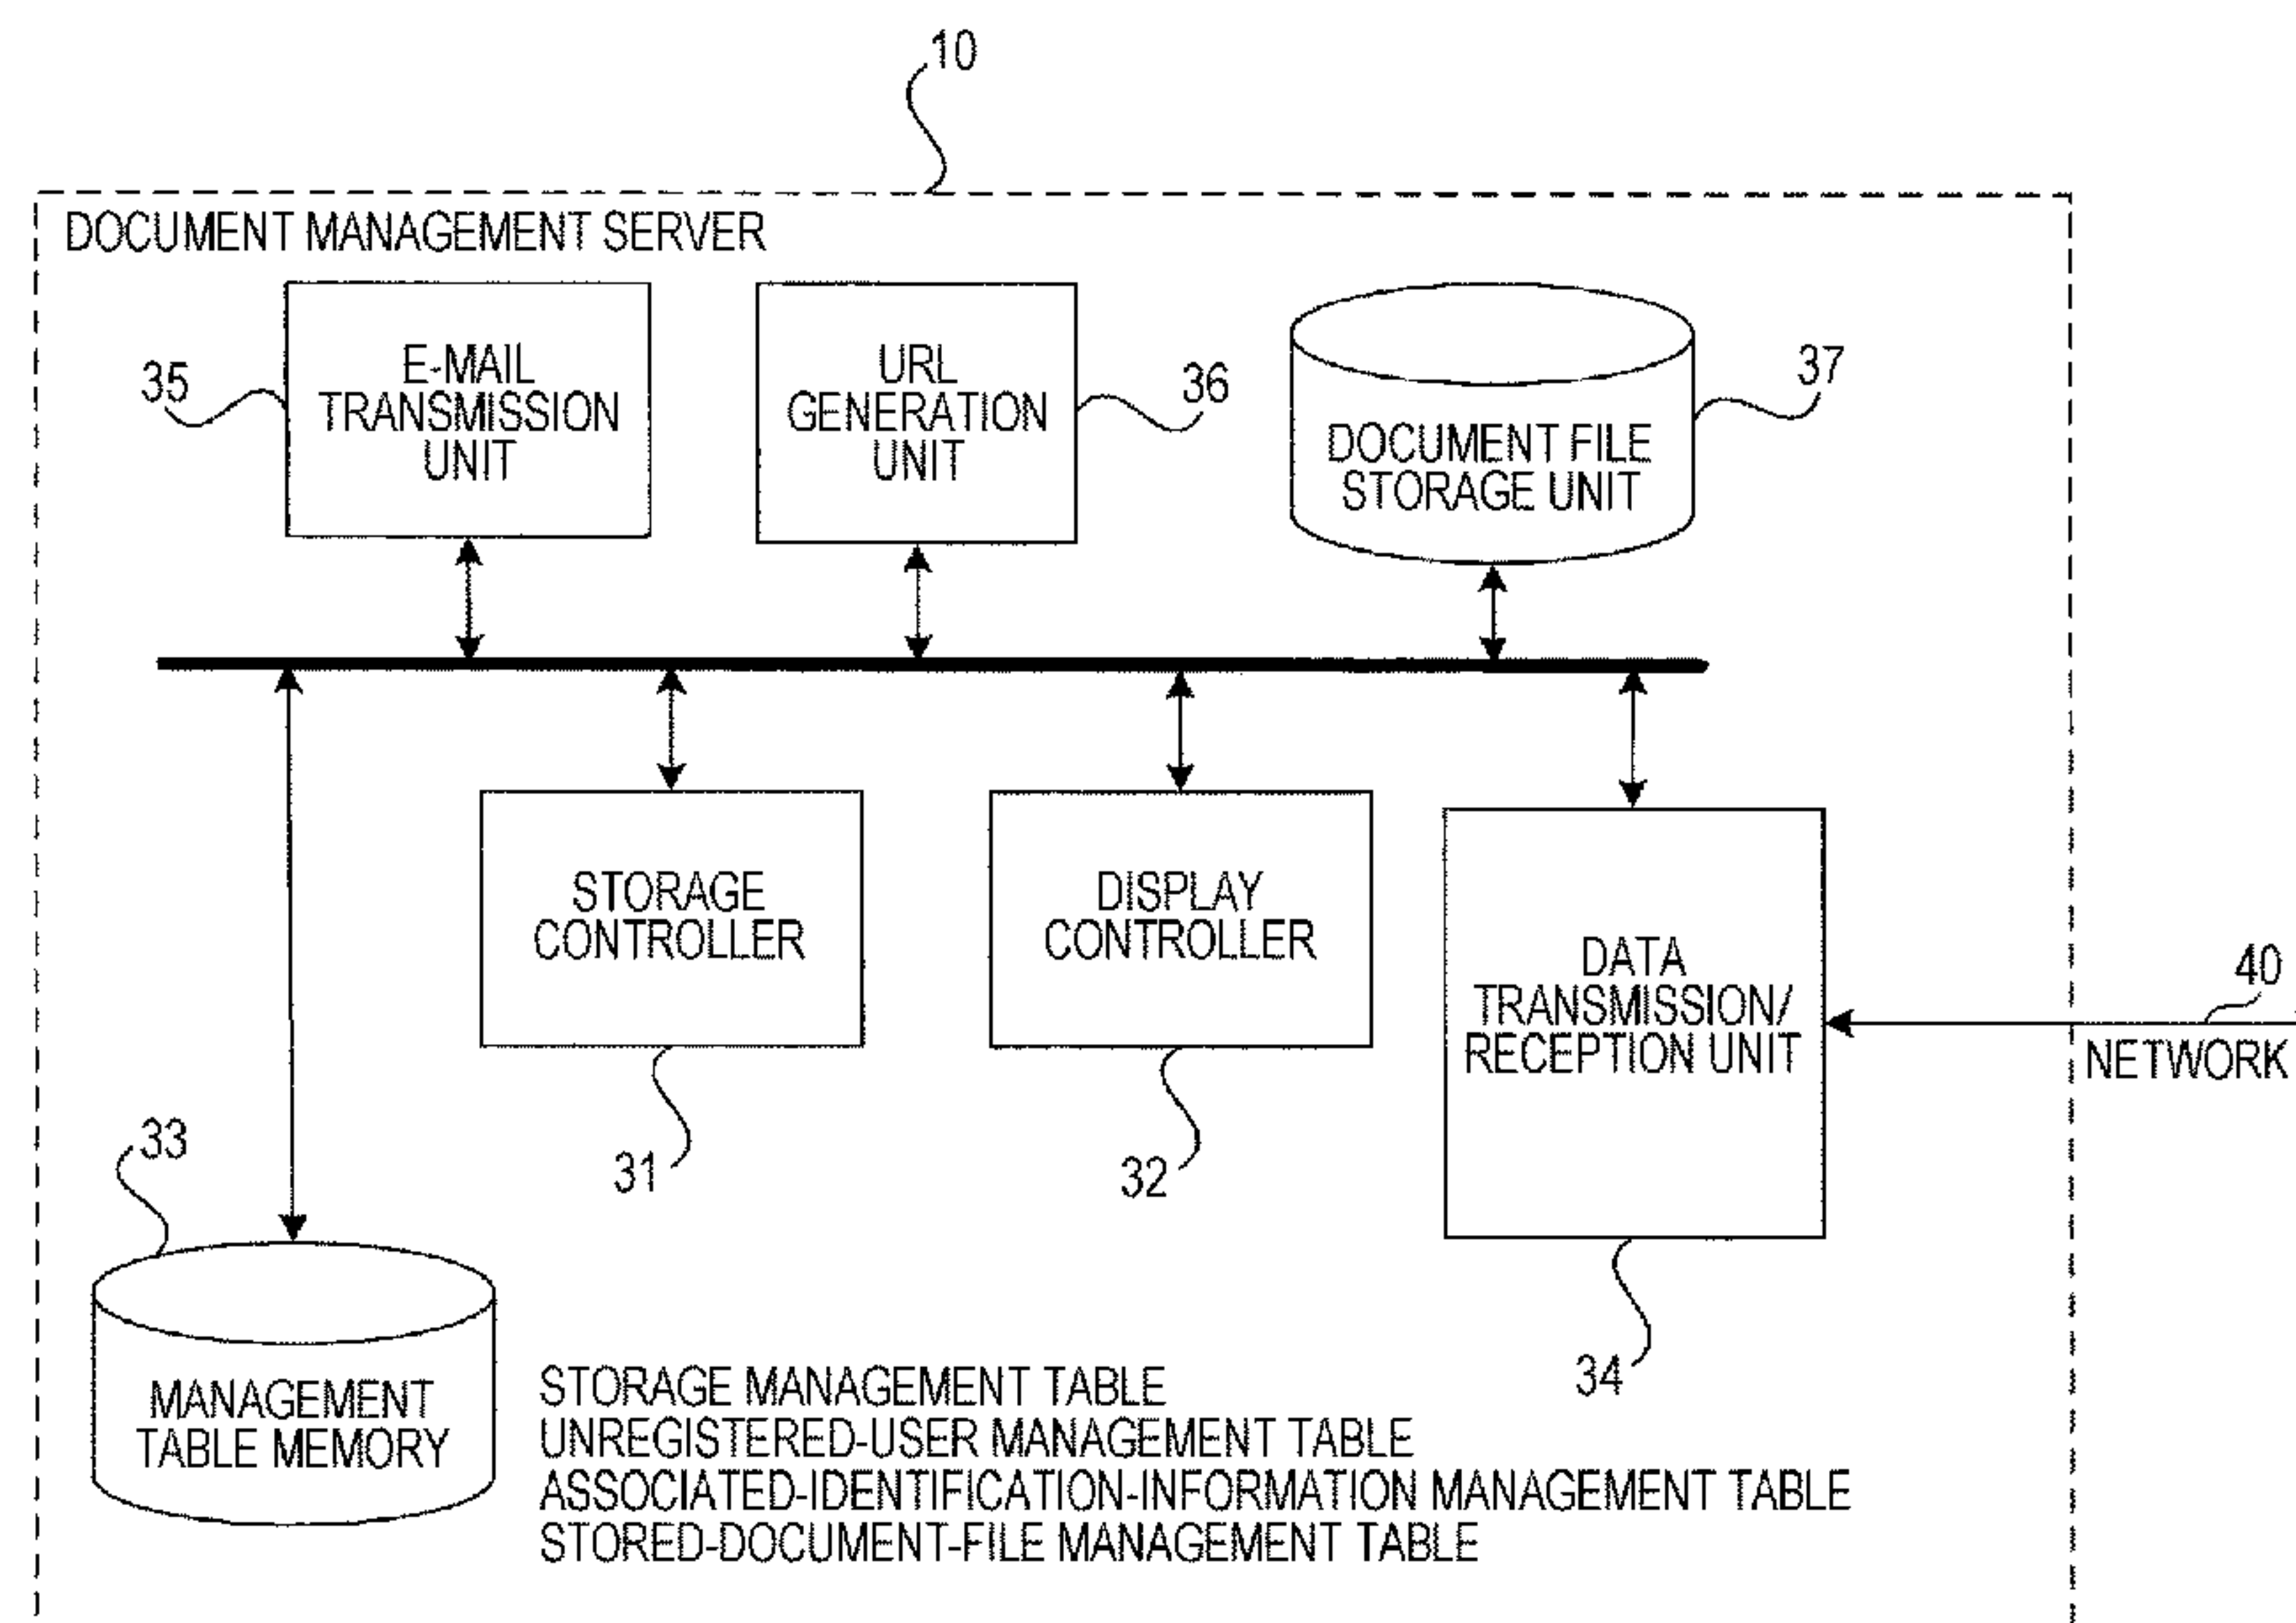 10
DOCUMENT MANAGEMENT SERVER
35
E-MAIL
TRANSMISSION
UNIT
URL
GENERATION
UNIT
36
DOCUMENT FILE
STORAGE UNIT
37
STORAGE
CONTROLLER
31
DISPLAY
CONTROLLER
32
DATA
TRANSMISSION/
RECEPTION UNIT
34
40
NETWORK
33
MANAGEMENT
TABLE MEMORY
STORAGE MANAGEMENT TABLE
UNREGISTERED-USER MANAGEMENT TABLE
ASSOCIATED-IDENTIFICATION-INFORMATION MANAGEMENT TABLE
STORED-DOCUMENT-FILE MANAGEMENT TABLE